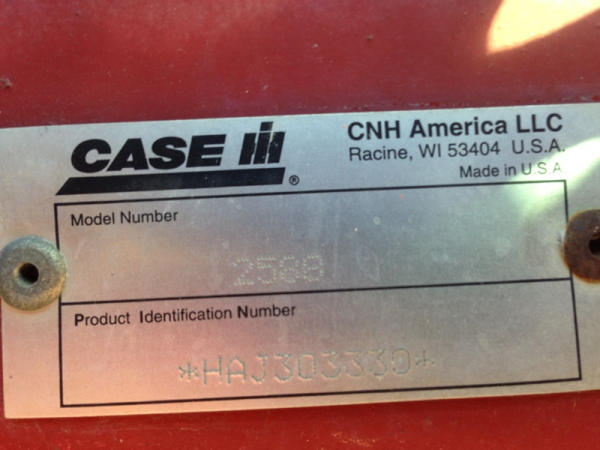 CASE IH ®
CNH America LLC
Racine, WI 53404 U.S.A.
Made in U.S.A
Model Number
2588
Product Identification Number
*HAJ303330*